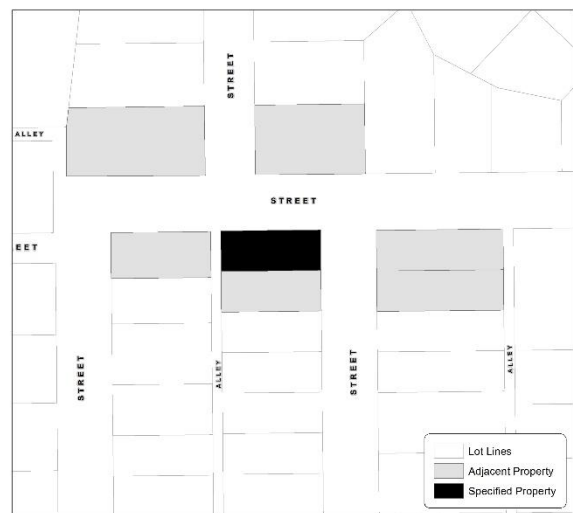 STREET
ALLEY
STREET
EET
STREET
ALLEY
STREET
ALLEY
Lot Lines
Adjacent Property
Specified Property